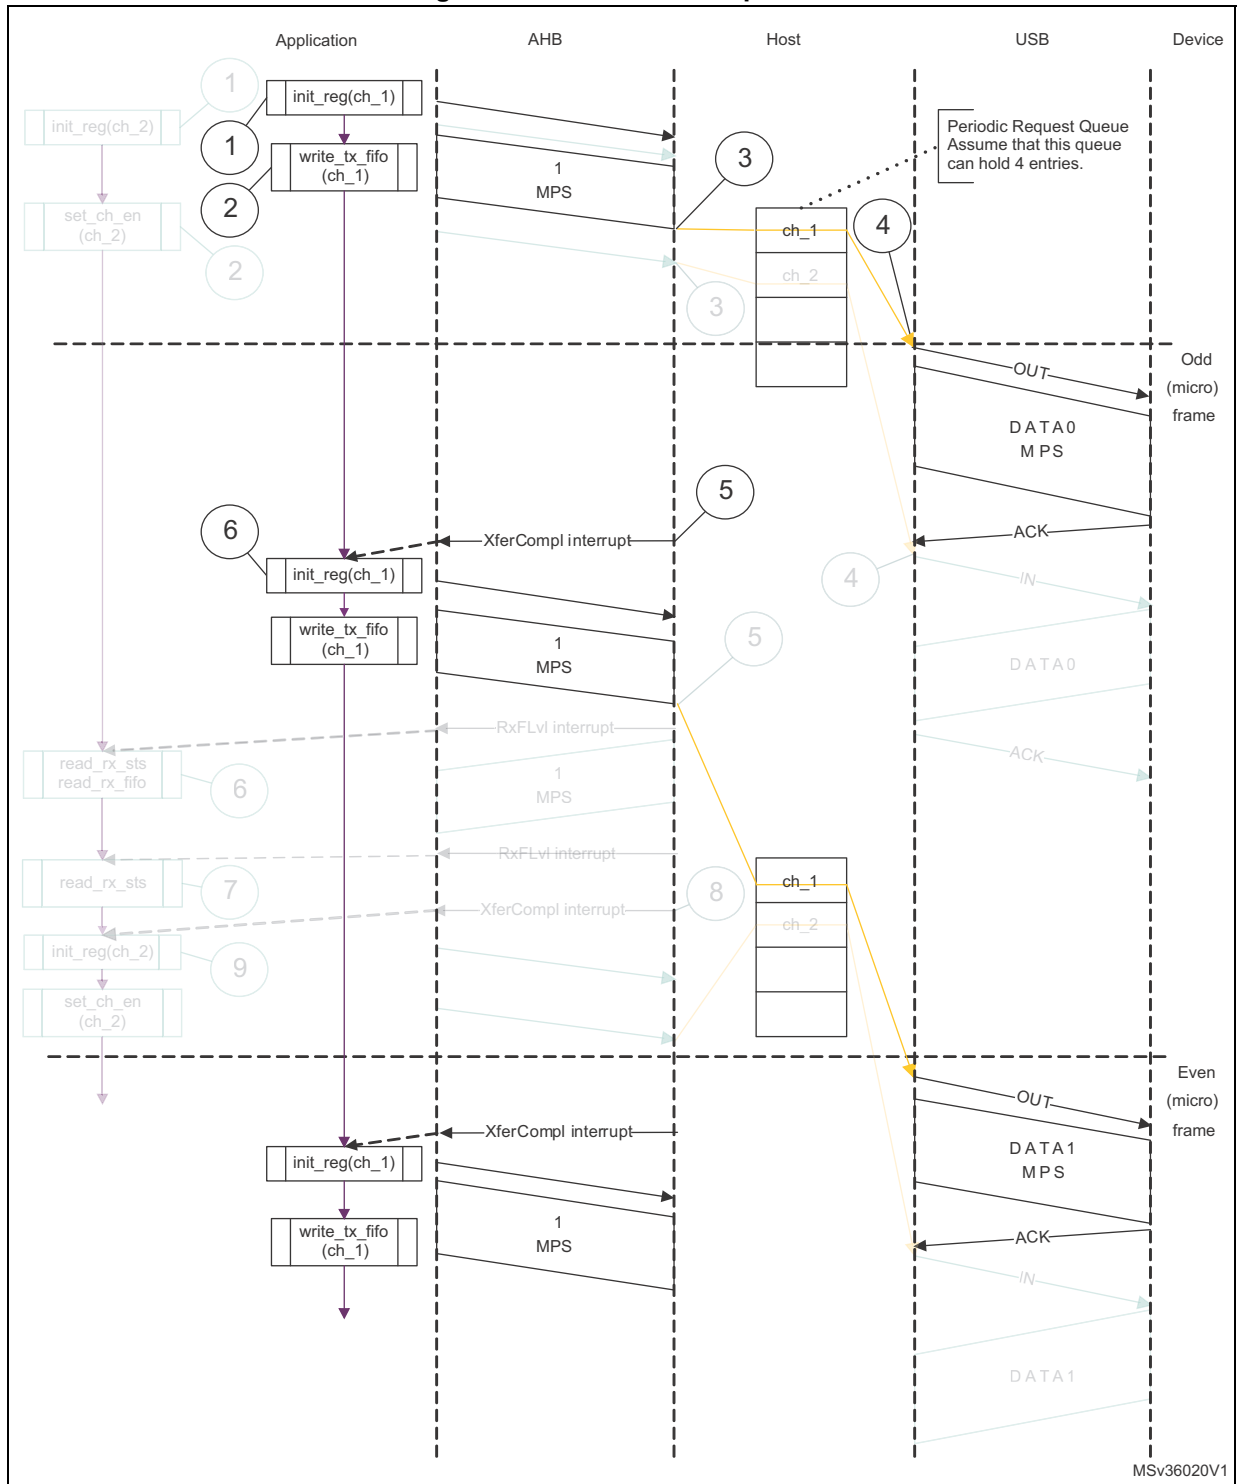 Application
AHB
Host
USB
Device
1
init_reg(ch_1)
init_reg(ch_2)
1
write_tx_fifo
(ch_1)
2
1
MPS
3
Periodic Request Queue
Assume that this queue
can hold 4 entries.
set_ch_en
(ch_2)
2
ch_1
4
ch_2
3
Odd
(micro)
frame
OUT
DATA0
MPS
5
6
XferCompl interrupt
ACK
init_reg(ch_1)
4
IN
write_tx_fifo
(ch_1)
1
MPS
5
DATA0
RxFLvl interrupt
read_rx_sts
read_rx_fifo
6
1
MPS
ACK
RxFLvl interrupt
read_rx_sts
7
8
ch_1
XferCompl interrupt
ch_2
init_reg(ch_2)
9
set_ch_en
(ch_2)
Even
(micro)
frame
OUT
XferCompl interrupt
init_reg(ch_1)
DATA1
MPS
write_tx_fifo
(ch_1)
1
MPS
ACK
IN
DATA1
MSv36020V1